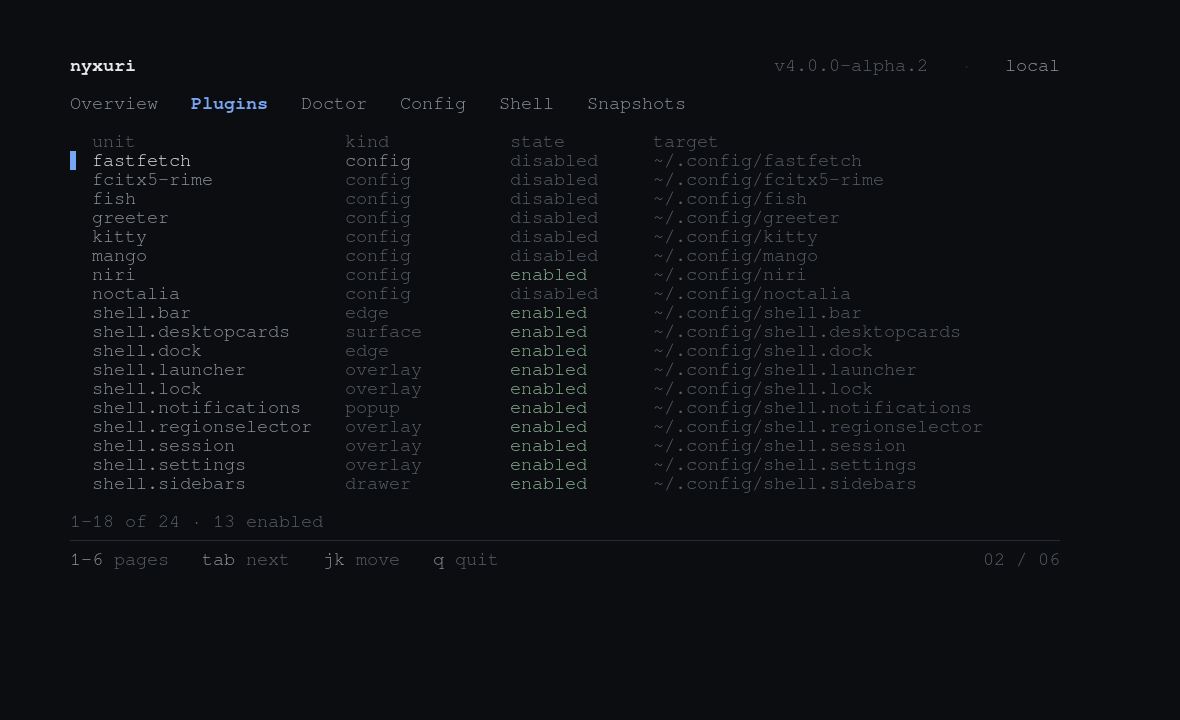 nyxuri v4.0.0-alpha.2 · local
Overview Plugins Doctor Config Shell Snapshots
unit kind state target
fastfetch config disabled ~/.config/fastfetch
fcitx5-rime config disabled ~/.config/fcitx5-rime
fish config disabled ~/.config/fish
greeter config disabled ~/.config/greeter
kitty config disabled ~/.config/kitty
mango config disabled ~/.config/mango
niri config enabled ~/.config/niri
noctalia config disabled ~/.config/noctalia
shell.bar edge enabled ~/.config/shell.bar
shell.desktopcards surface enabled ~/.config/shell.desktopcards
shell.dock edge enabled ~/.config/shell.dock
shell.launcher overlay enabled ~/.config/shell.launcher
shell.lock overlay enabled ~/.config/shell.lock
shell.notifications popup enabled ~/.config/shell.notifications
shell.regionselector overlay enabled ~/.config/shell.regionselector
shell.session overlay enabled ~/.config/shell.session
shell.settings overlay enabled ~/.config/shell.settings
shell.sidebars drawer enabled ~/.config/shell.sidebars
1-18 of 24 · 13 enabled
1-6 pages tab next jk move q quit 02 / 06